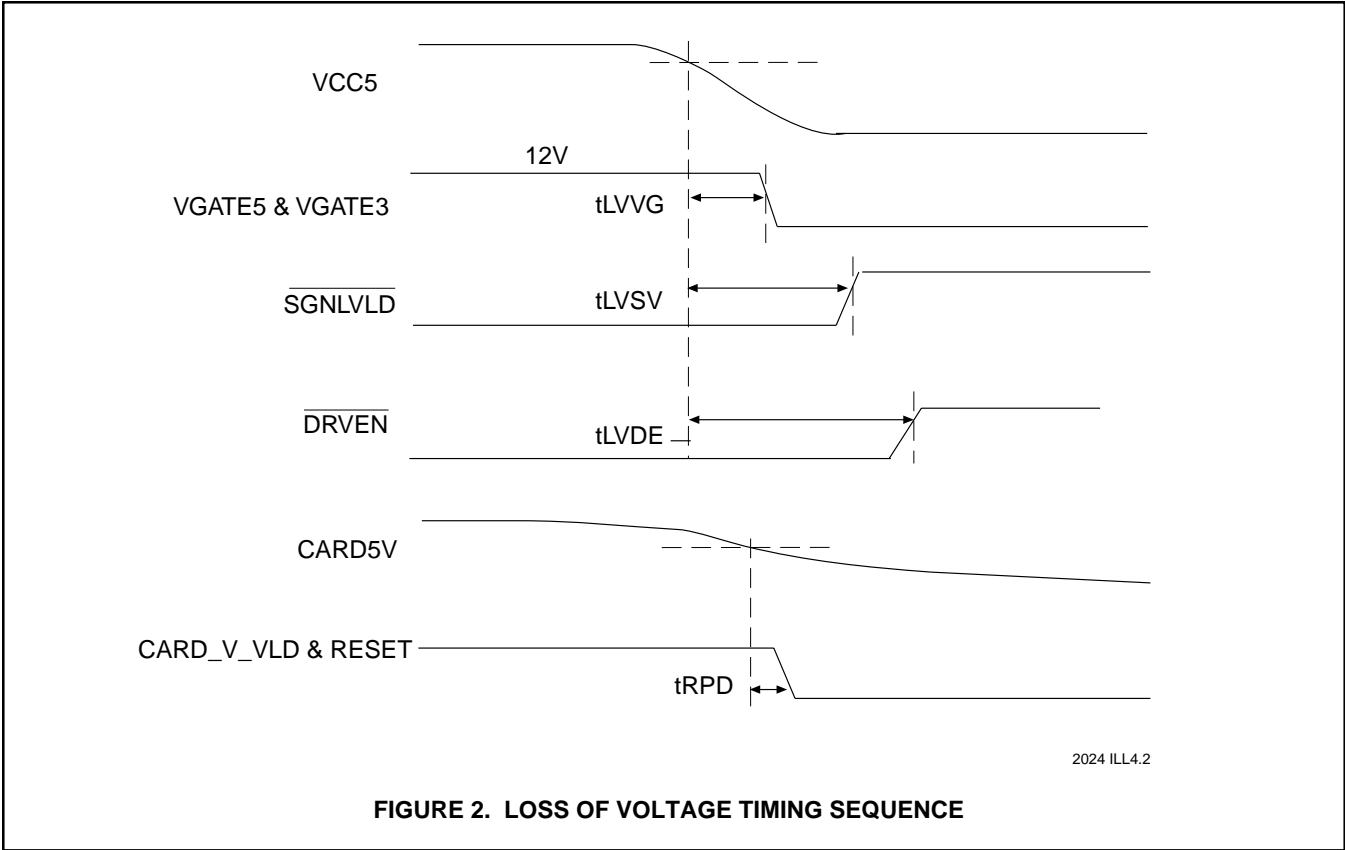 VCC5
12V
VGATE5 & VGATE3
tLVVG
SGNLVLD
tLVSV
DRVEN
tLVDE
CARD5V
CARD_V_VLD & RESET
tRPD
2024 ILL4.2
FIGURE 2. LOSS OF VOLTAGE TIMING SEQUENCE